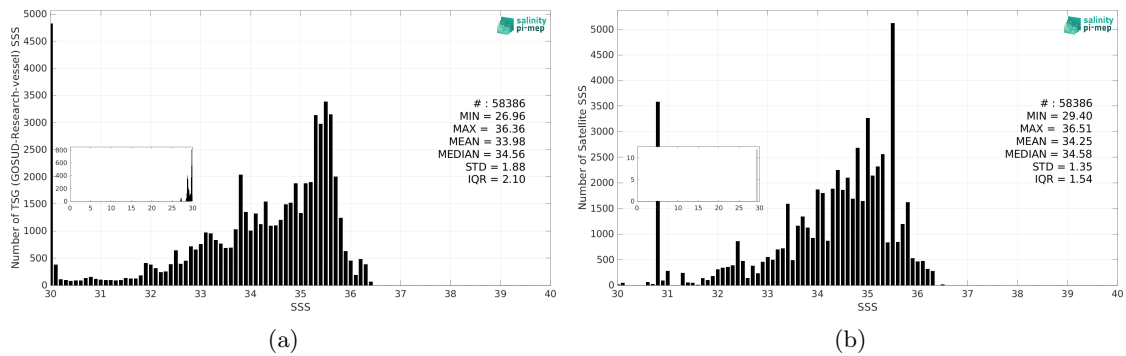 salinity
pi-mep
Number of TSG (GOSUD-Research-vessel) SSS
5000
4500
4000
3500
3000
2500
2000
1500
1000
500
0
# : 58386
MIN = 26.96
MAX = 36.36
MEAN = 33.98
MEDIAN = 34.56
STD = 1.88
IQR = 2.10
800
600
400
200
0
0 5 10 15 20 25 30
30 31 32 33 34 35 36 37 38 39 40
SSS
(a)
salinity
pi-mep
Number of Satellite SSS
5000
4500
4000
3500
3000
2500
2000
1500
1000
500
0
# : 58386
MIN = 29.40
MAX = 36.51
MEAN = 34.25
MEDIAN = 34.58
STD = 1.35
IQR = 1.54
10
5
0
0 5 10 15 20 25 30
30 31 32 33 34 35 36 37 38 39 40
SSS
(b)